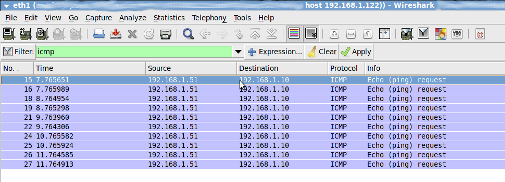 eth1 ( host 192.168.1.122)) - Wireshark
File Edit View Go Capture Analyze Statistics Telephony Tools Help
Filter: icmp Expression... Clear Apply
No. . Time Source Destination Protocol Info
15 7.765651 192.168.1.51 192.168.1.10 ICMP Echo (ping) request
16 7.765989 192.168.1.51 192.168.1.10 ICMP Echo (ping) request
18 8.764954 192.168.1.51 192.168.1.10 ICMP Echo (ping) request
19 8.765298 192.168.1.51 192.168.1.10 ICMP Echo (ping) request
21 9.763960 192.168.1.51 192.168.1.10 ICMP Echo (ping) request
22 9.764306 192.168.1.51 192.168.1.10 ICMP Echo (ping) request
24 10.765582 192.168.1.51 192.168.1.10 ICMP Echo (ping) request
25 10.765924 192.168.1.51 192.168.1.10 ICMP Echo (ping) request
26 11.764585 192.168.1.51 192.168.1.10 ICMP Echo (ping) request
27 11.764913 192.168.1.51 192.168.1.10 ICMP Echo (ping) request